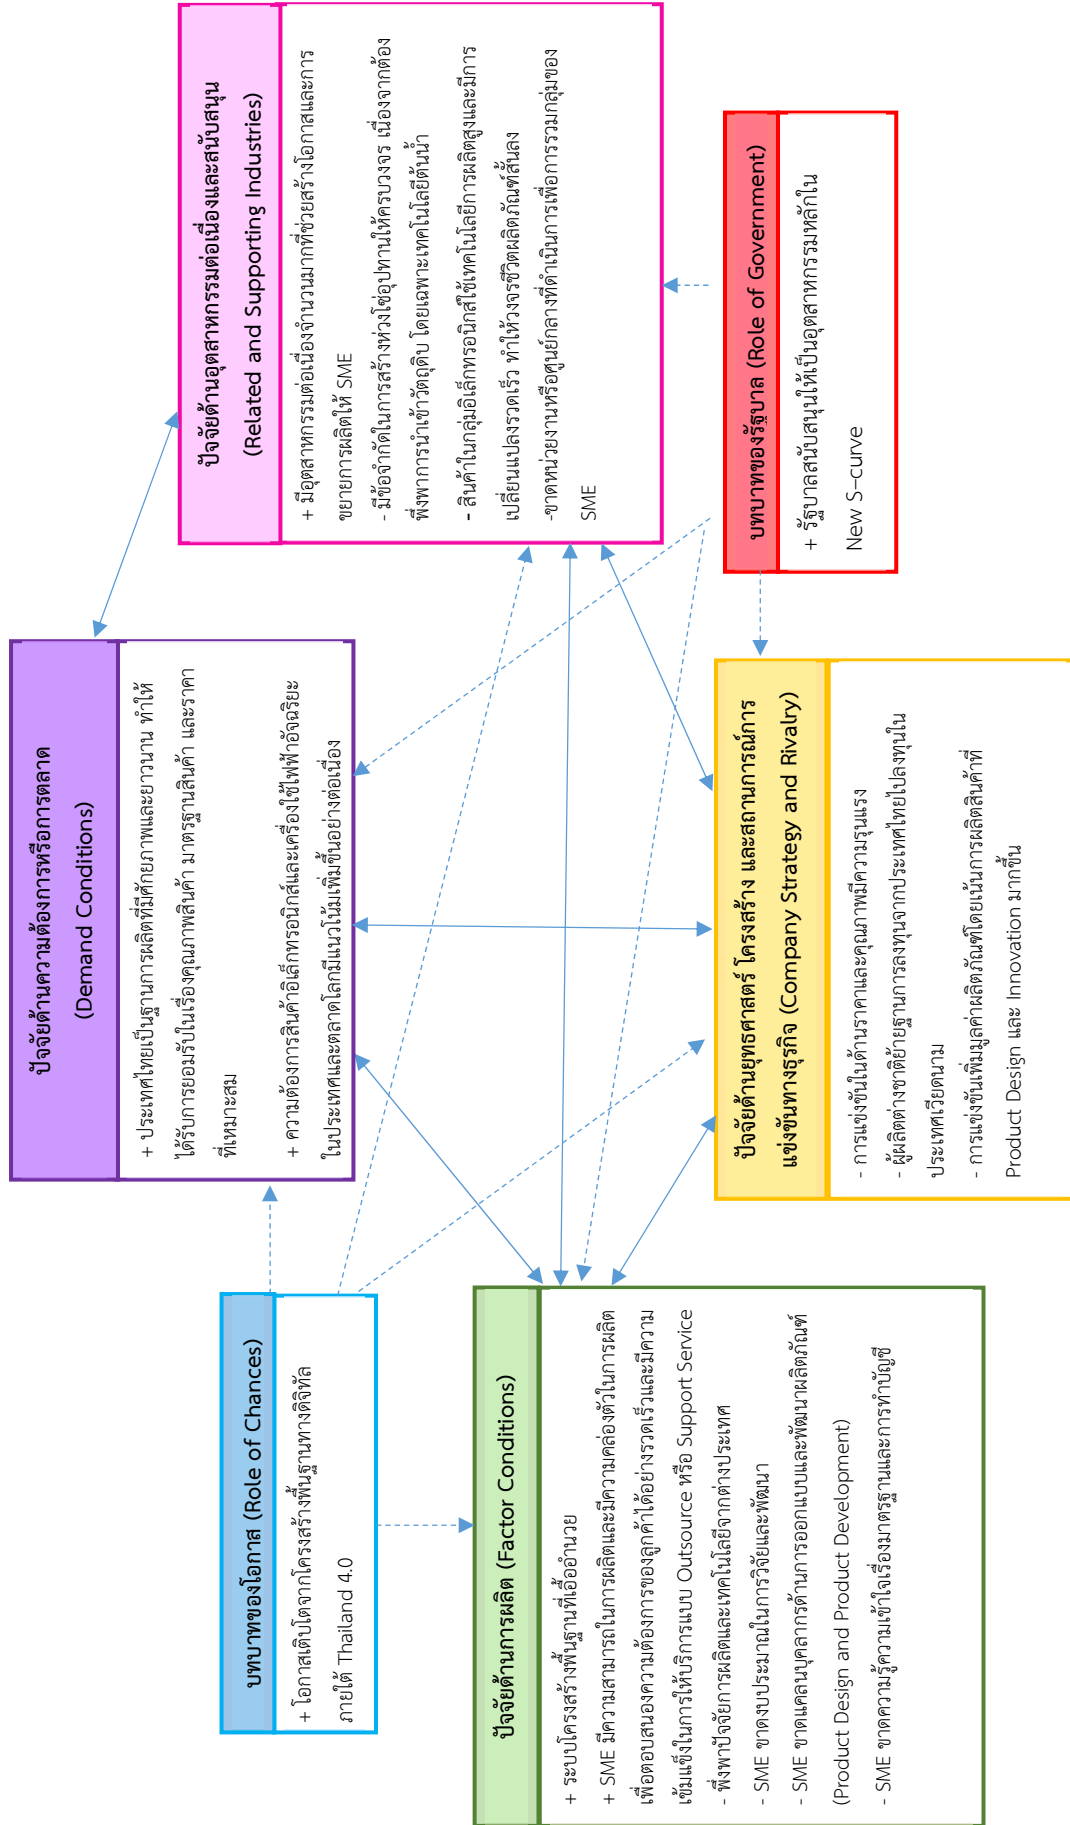 ปัจจัยด้านความต้องการหรือการตลาด
(Demand Conditions)
+ ประเทศไทยเป็นฐานการผลิตที่มีศักยภาพและยาวนาน ทำให้
ได้รับการยอมรับในเรื่องคุณภาพสินค้า มาตรฐานสินค้า และราคา
ที่เหมาะสม
+ ความต้องการสินค้าอิเล็กทรอนิกส์และเครื่องใช้ไฟฟ้าอัจฉริยะ
ในประเทศและตลาดโลกมีแนวโน้มเพิ่มขึ้นอย่างต่อเนื่อง
บทบาทของโอกาส (Role of Chances)
+ โอกาสเติบโตจากโครงสร้างพื้นฐานทางดิจิทัล
ภายใต้ Thailand 4.0
ปัจจัยด้านอุตสาหกรรมต่อเนื่องและสนับสนุน
(Related and Supporting Industries)
+ มีอุตสาหกรรมต่อเนื่องจำนวนมากที่ช่วยสร้างโอกาสและการ
ขยายการผลิตให้ SME
- มีข้อจำกัดในการสร้างห่วงโซ่อุปทานให้ครบวงจร เนื่องจากต้อง
พึ่งพาการนำเข้าวัตถุดิบ โดยเฉพาะเทคโนโลยีต้นน้ำ
- สินค้าในกลุ่มอิเล็กทรอนิกส์ใช้เทคโนโลยีการผลิตสูงและมีการ
เปลี่ยนแปลงรวดเร็ว ทำให้วงจรชีวิตผลิตภัณฑ์สั้นลง
-ขาดหน่วยงานหรือศูนย์กลางที่ดำเนินการเพื่อการรวมกลุ่มของ
SME
ปัจจัยด้านการผลิต (Factor Conditions)
+ ระบบโครงสร้างพื้นฐานที่เอื้ออำนวย
+ SME มีความสามารถในการผลิตและมีความคล่องตัวในการผลิต
เพื่อตอบสนองความต้องการของลูกค้าได้อย่างรวดเร็วและมีความ
เข้มแข็งในการให้บริการแบบ Outsource หรือ Support Service
- พึ่งพาปัจจัยการผลิตและเทคโนโลยีจากต่างประเทศ
- SME ขาดงบประมาณในการวิจัยและพัฒนา
- SME ขาดแคลนบุคลากรด้านการออกแบบและพัฒนาผลิตภัณฑ์
(Product Design and Product Development)
- SME ขาดความรู้ความเข้าใจเรื่องมาตรฐานและการทำบัญชี
ปัจจัยด้านยุทธศาสตร์ โครงสร้าง และสถานการณ์การ
แข่งขันทางธุรกิจ (Company Strategy and Rivalry)
- การแข่งขันในด้านราคาและคุณภาพมีความรุนแรง
- ผู้ผลิตต่างชาติย้ายฐานการลงทุนจากประเทศไทยไปลงทุนใน
ประเทศเวียดนาม
- การแข่งขันเพิ่มมูลค่าผลิตภัณฑ์โดยเน้นการผลิตสินค้าที่
Product Design และ Innovation มากขึ้น
บทบาทของรัฐบาล (Role of Government)
+ รัฐบาลสนับสนุนให้เป็นอุตสาหกรรมหลักใน
New S-curve